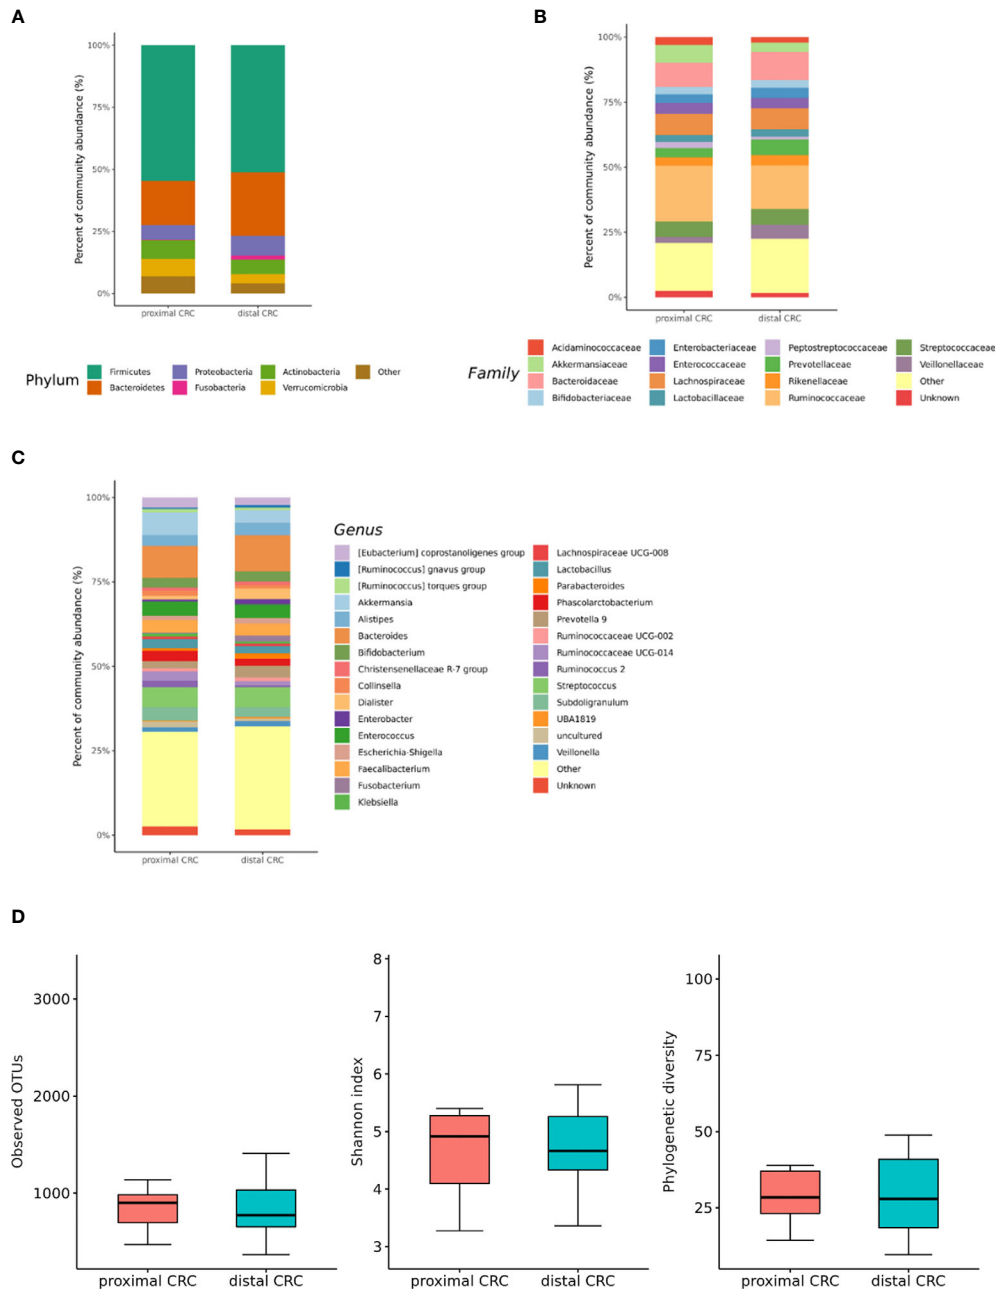 A
Percent of community abundance (%)
100%
75%
50%
25%
0%
proximal CRC distal CRC
Phylum
Firmicutes Proteobacteria Actinobacteria Other
Bacteroidetes Fusobacteria Verrucomicrobia
B
Percent of community abundance (%)
100%
75%
50%
25%
0%
proximal CRC distal CRC
Family
Acidaminococcaceae Enterobacteriaceae Peptostreptococcaceae Streptococcaceae
Akkermansiaceae Enterococcaceae Prevotellaceae Veillonellaceae
Bacteroidaceae Lachnospiraceae Rikenellaceae Other
Bifidobacteriaceae Lactobacillaceae Ruminococcaceae Unknown
C
Percent of community abundance (%)
100%
75%
50%
25%
0%
proximal CRC distal CRC
Genus
[Eubacterium] coprostanoligenes group Lachnospiraceae UCG-008
[Ruminococcus] gnavus group Lactobacillus
[Ruminococcus] torques group Parabacteroides
Akkermansia Phascolarctobacterium
Alistipes Prevotella 9
Bacteroides Ruminococcaceae UCG-002
Bifidobacterium Ruminococcaceae UCG-014
Christensenellaceae R-7 group Ruminococcus 2
Collinsella Streptococcus
Dialister Subdoligranulum
Enterobacter UBA1819
Enterococcus uncultured
Escherichia-Shigella Veillonella
Faecalibacterium Other
Fusobacterium Unknown
Klebsiella
D
Observed OTUs
3000
2000
1000
proximal CRC distal CRC
Shannon index
8
7
6
5
4
3
proximal CRC distal CRC
Phylogenetic diversity
100
75
50
25
proximal CRC distal CRC